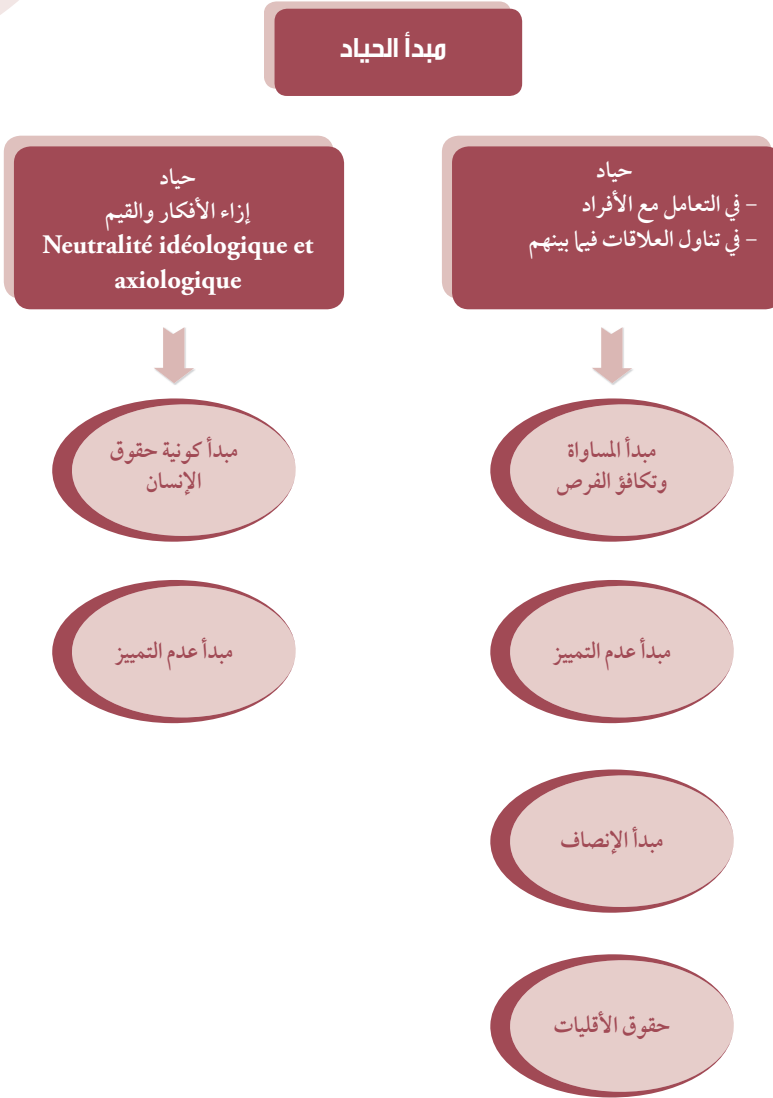 مبدأ الحياد
حياد
– في التعامل مع الأفراد
– في تناول العلاقات فيما بينهم
حياد
إزاء الأفكار والقيم
Neutralité idéologique et
axiologique
مبدأ المساواة
وتكافؤ الفرص
مبدأ عدم التمييز
مبدأ الإنصاف
حقوق الأقليات
مبدأ كونية حقوق
الإنسان
مبدأ عدم التمييز